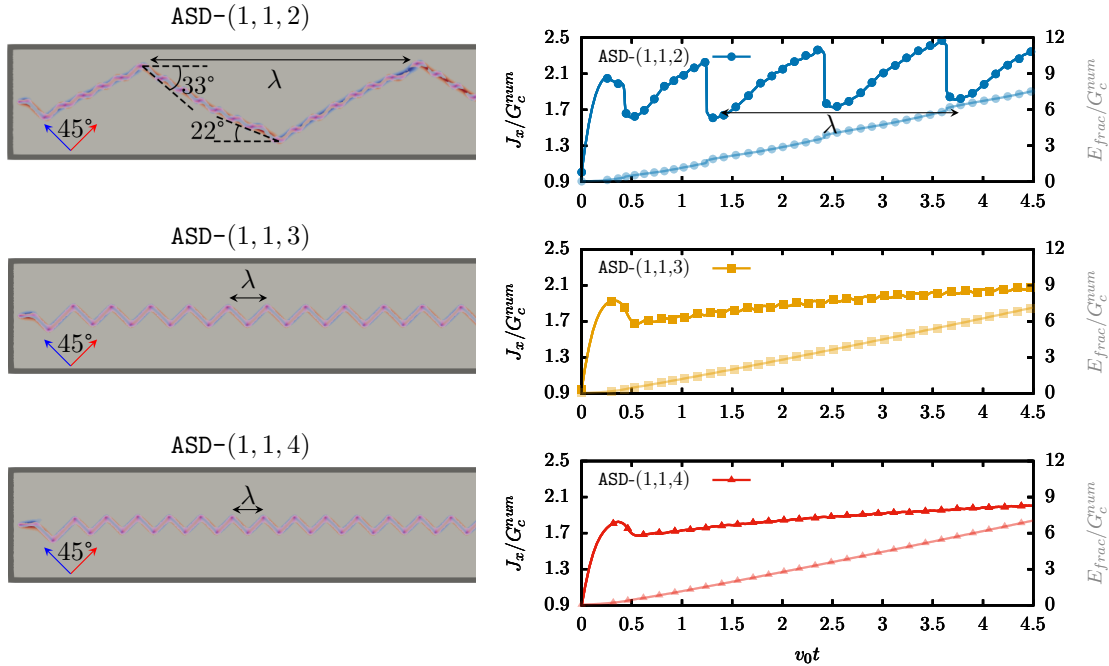 ASD-(1, 1, 2)
λ
33°
22°
45°
ASD-(1,1,2)
λ
J_x/G_c^{num}
E_{frac}/G_c^{num}
2.5
2.1
1.7
1.3
0.9
12
9
6
3
0
0 0.5 1 1.5 2 2.5 3 3.5 4 4.5
ASD-(1, 1, 3)
λ
45°
ASD-(1,1,3)
J_x/G_c^{num}
E_{frac}/G_c^{num}
2.5
2.1
1.7
1.3
0.9
12
9
6
3
0
0 0.5 1 1.5 2 2.5 3 3.5 4 4.5
ASD-(1, 1, 4)
λ
45°
ASD-(1,1,4)
J_x/G_c^{num}
E_{frac}/G_c^{num}
2.5
2.1
1.7
1.3
0.9
12
9
6
3
0
0 0.5 1 1.5 2 2.5 3 3.5 4 4.5
v_0t